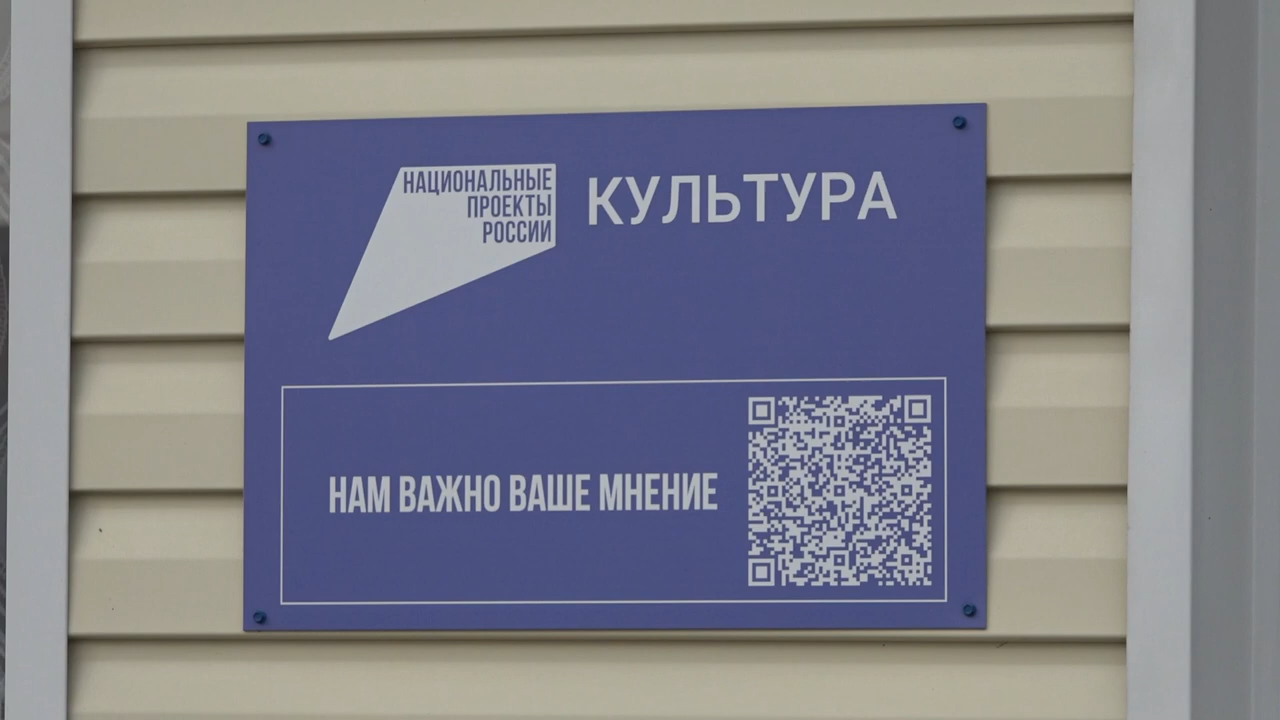 НАЦИОНАЛЬНЫЕ
ПРОЕКТЫ
РОССИИ
КУЛЬТУРА
НАМ ВАЖНО ВАШЕ МНЕНИЕ